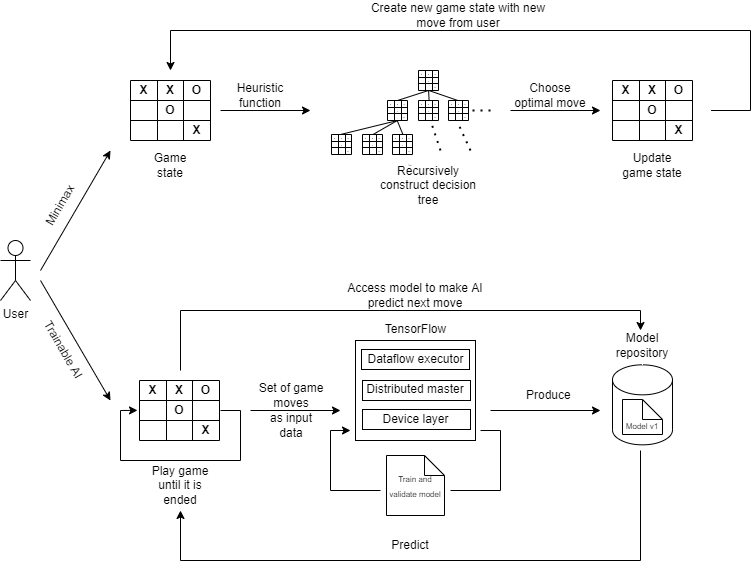 Create new game state with new
move from user
X X O
O
X
Heuristic
function
Choose
optimal move
X X O
O
X
Game
state
Recursively
construct decision
tree
Update
game state
Minimax
User
Trainable AI
Access model to make AI
predict next move
TensorFlow
Dataflow executor
Distributed master
Device layer
Model
repository
X X O
O
X
Set of game
moves
as input
data
Produce
Model v1
Play game
until it is
ended
Train and
validate model
Predict